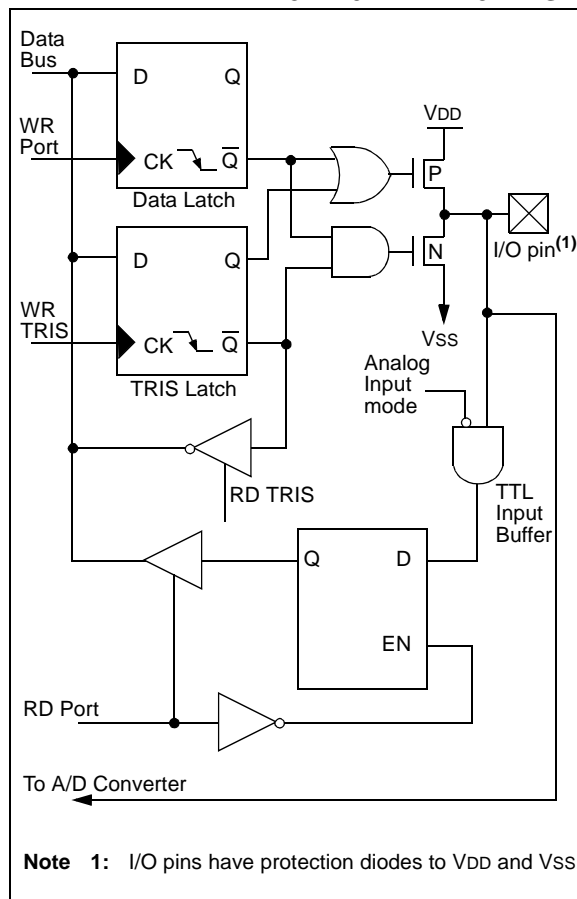 Data
Bus
D Q
VDD
WR
Port
CK Q
P
Data Latch
I/O pin(1)
D Q
N
WR
TRIS
CK Q
VSS
Analog
Input
mode
TRIS Latch
RD TRIS
TTL
Input
Buffer
Q D
EN
RD Port
To A/D Converter
Note 1: I/O pins have protection diodes to VDD and VSS